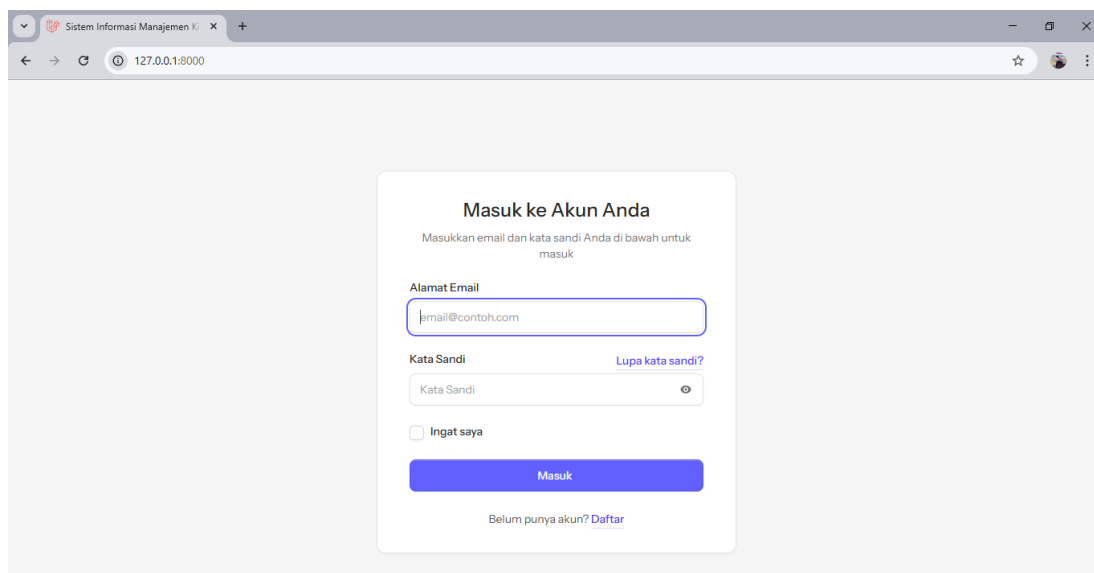 Sistem Informasi Manajemen K
127.0.0.1:8000
Masuk ke Akun Anda
Masukkan email dan kata sandi Anda di bawah untuk
masuk
Alamat Email
email@contoh.com
Kata Sandi
Lupa kata sandi?
Kata Sandi
Ingat saya
Masuk
Belum punya akun? Daftar